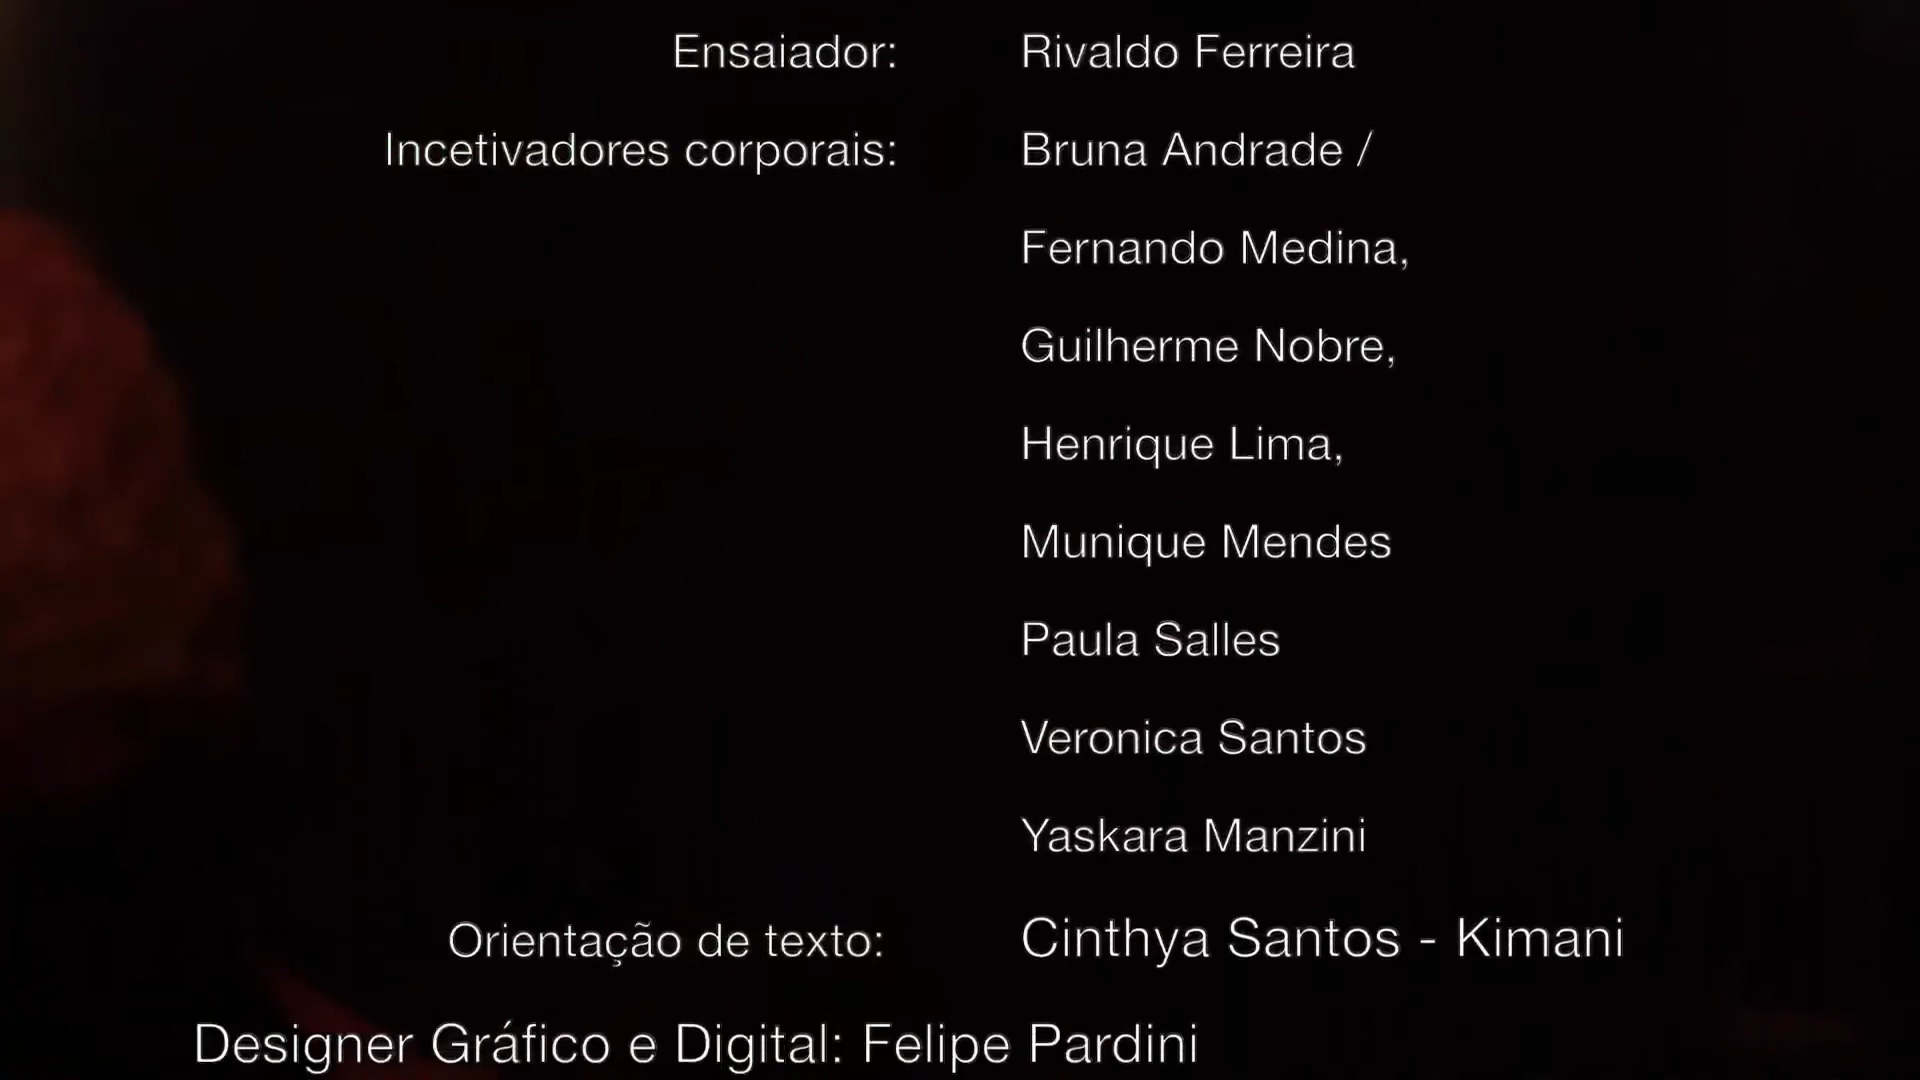 Ensaiador: Rivaldo Ferreira
Incetivadores corporais: Bruna Andrade /
Fernando Medina,
Guilherme Nobre,
Henrique Lima,
Munique Mendes
Paula Salles
Veronica Santos
Yaskara Manzini
Orientação de texto: Cinthya Santos - Kimani
Designer Gráfico e Digital: Felipe Pardini